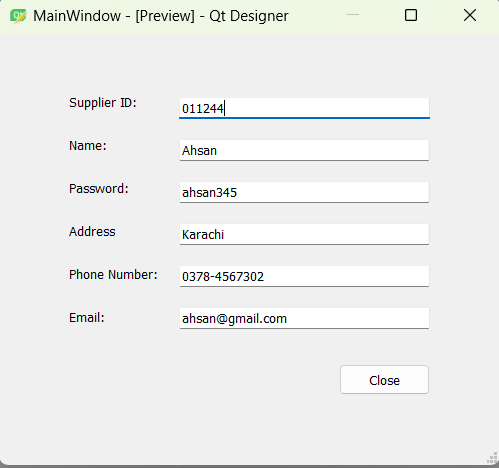 MainWindow - [Preview] - Qt Designer
Supplier ID: 011244
Name: Ahsan
Password: ahsan345
Address Karachi
Phone Number: 0378-4567302
Email: ahsan@gmail.com
Close